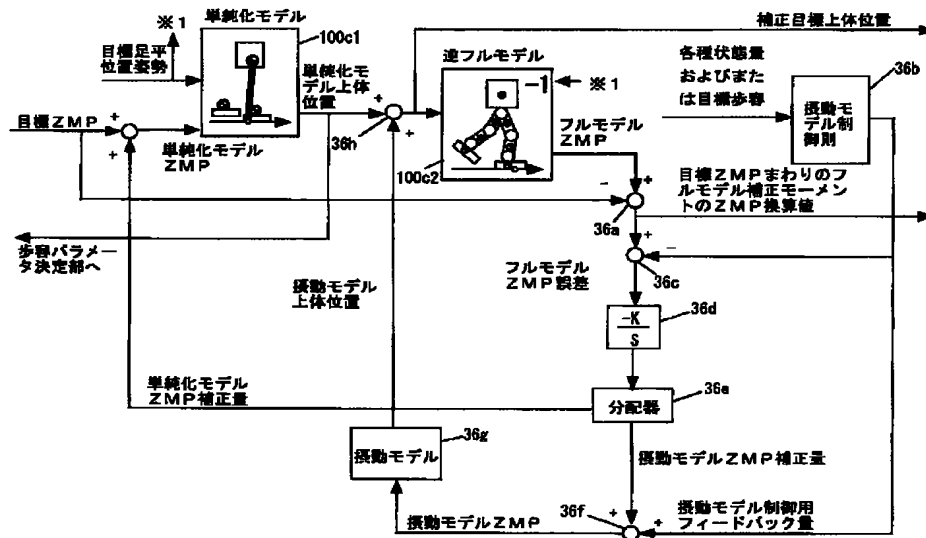 ※1
単純化モデル
100c1
目標足平
位置姿勢
単純化モ
デル上体
位置
目標ZMP
+
+
単純化モデル
ZMP
+
+
36h
逆フルモデル
-1
※1
100c2
フルモデル
ZMP
補正目標上体位置
各種状態量
およびまた
は目標歩容
36b
摂動モ
デル制
御則
-
+
36a
目標ZMPまわりのフ
ルモデル補正モーメント
トのZMP換算値
歩容パラメー
タ決定部へ
摂動モデル
上体位置
フルモデル
ZMP誤差
+
-
36c
-K
S
36d
単純化モデル
ZMP補正量
分配器
36e
摂動モデル
36g
摂動モデルZMP補正量
摂動モデルZMP
36f
+
+
摂動モデル制御用
フィードバック量